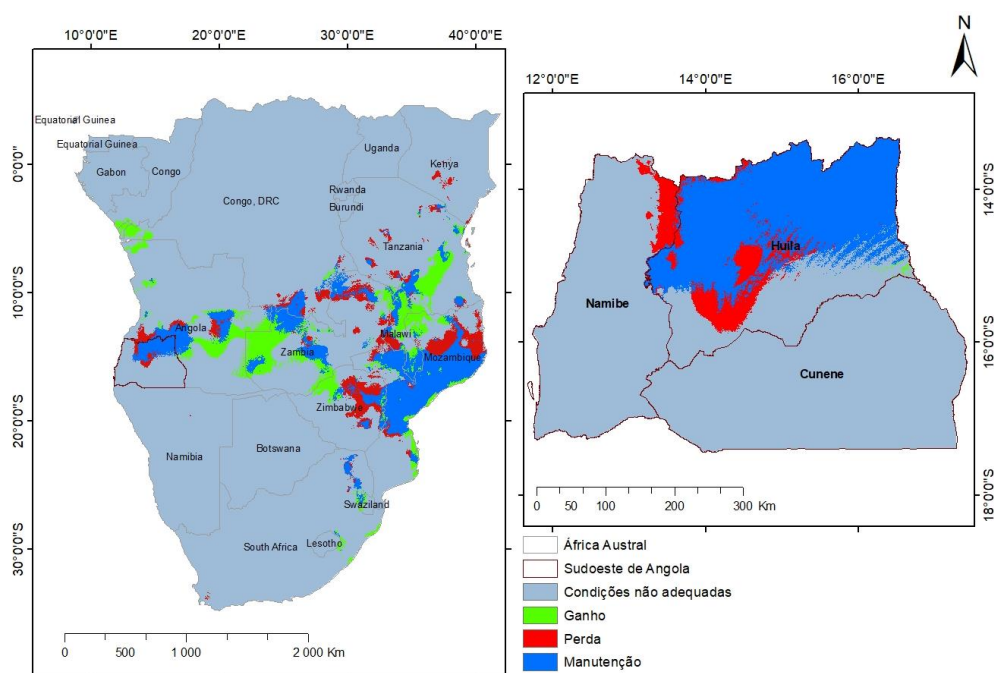 10°0'0"E 20°0'0"E 30°0'0"E 40°0'0"E
0°0'0"
10°0'0"S
20°0'0"S
30°0'0"S
Equatorial Guinea
Equatorial Guinea
Gabon
Congo
Congo, DRC
Uganda
Kenya
Rwanda
Burundi
Tanzania
Angola
Zambia
Malawi
Mozambique
Zimbabwe
Namibia
Botswana
Swaziland
Lesotho
South Africa
0 500 1 000 2 000 Km
N
12°0'0"E 14°0'0"E 16°0'0"E
14°0'0"S
16°0'0"S
18°0'0"S
Huila
Namibe
Cunene
0 50 100 200 300 Km
África Austral
Sudoeste de Angola
Condições não adequadas
Ganho
Perda
Manutenção